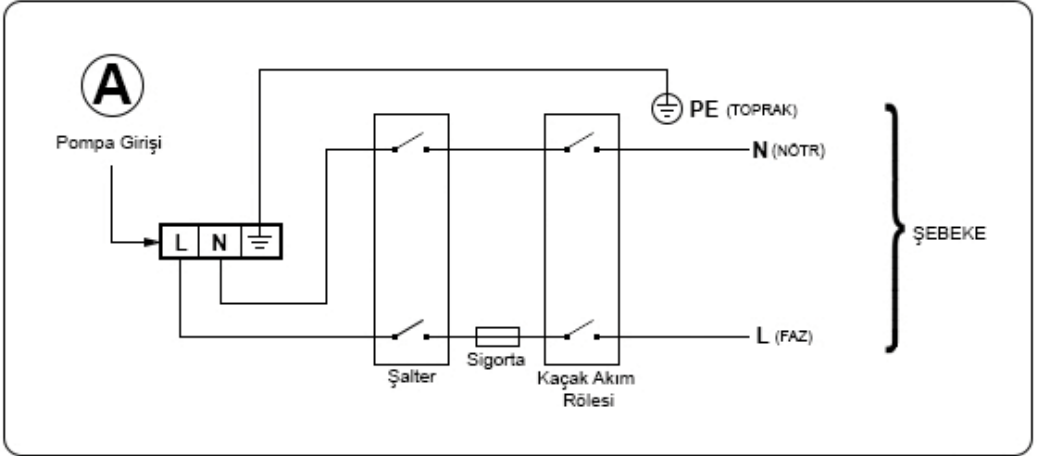 A
Pompa Girişi
PE (TOPRAK)
N (NÖTR)
L N
ŞEBEKE
L (FAZ)
Sigorta
Şalter
Kaçak Akım
Rölesi